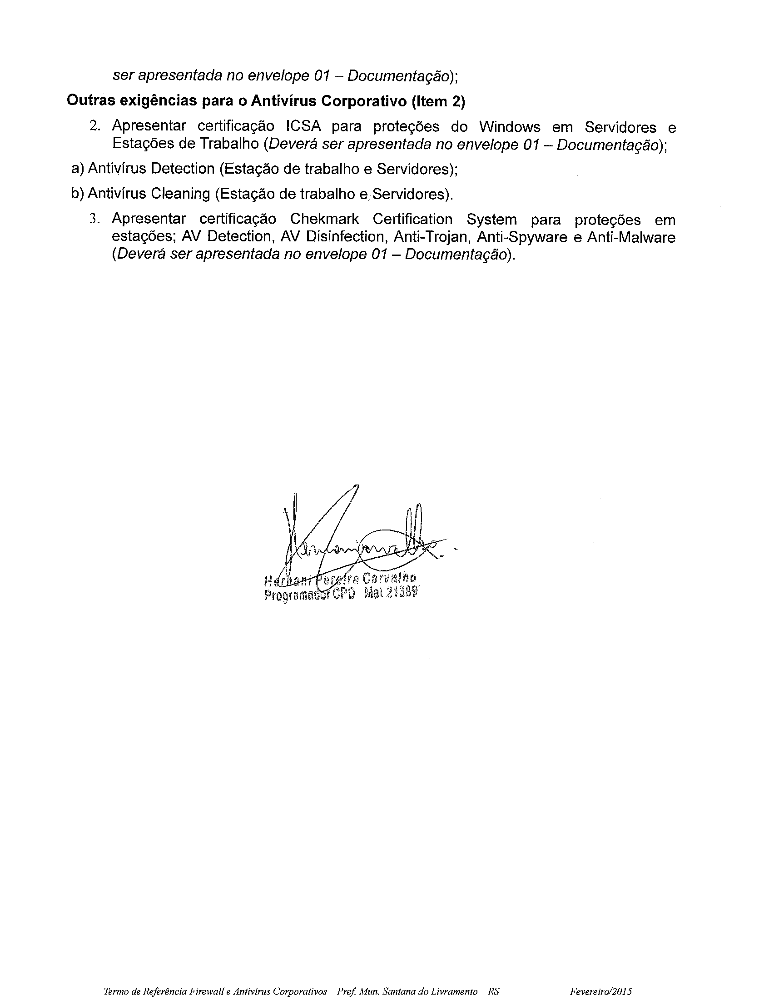 ser apresentada no envelope 01 – Documentação);
Outras exigências para o Antivírus Corporativo (Item 2)
2. Apresentar certificação ICSA para proteções do Windows em Servidores e
Estações de Trabalho (Deverá ser apresentada no envelope 01 – Documentação);
a) Antivírus Detection (Estação de trabalho e Servidores);
b) Antivírus Cleaning (Estação de trabalho e Servidores).
3. Apresentar certificação Chekmark Certification System para proteções em
estações; AV Detection, AV Disinfection, Anti-Trojan, Anti-Spyware e Anti-Malware
(Deverá ser apresentada no envelope 01 – Documentação).
Hernani Pereira Carvalho
Programador CPD Mat 21389
Termo de Referência Firewall e Antivírus Corporativos – Pref. Mun. Santana do Livramento – RS Fevereiro/2015